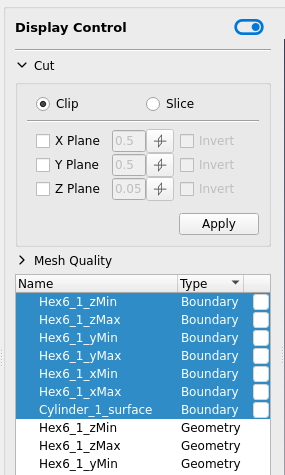 Display Control
Cut
Clip Slice
X Plane 0.5 Invert
Y Plane 0.5 Invert
Z Plane 0.05 Invert
Apply
Mesh Quality
Name Type
Hex6_1_zMin Boundary
Hex6_1_zMax Boundary
Hex6_1_yMin Boundary
Hex6_1_yMax Boundary
Hex6_1_xMin Boundary
Hex6_1_xMax Boundary
Cylinder_1_surface Boundary
Hex6_1_zMin Geometry
Hex6_1_zMax Geometry
Hex6_1_yMin Geometry